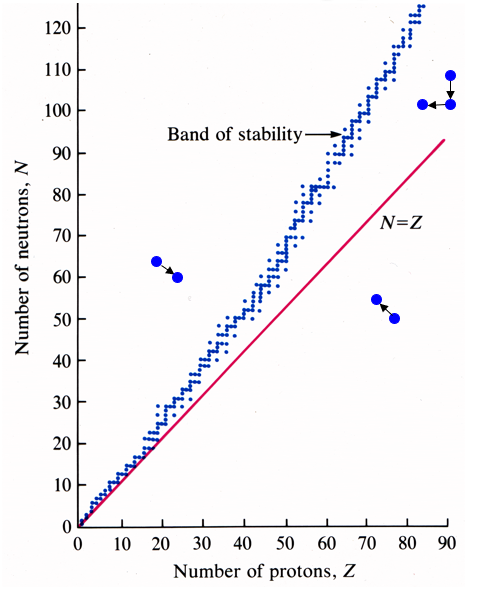 120
110
100
90
80
70
60
50
40
30
20
10
0
Number of neutrons, N
Band of stability
N=Z
0 10 20 30 40 50 60 70 80 90
Number of protons, Z